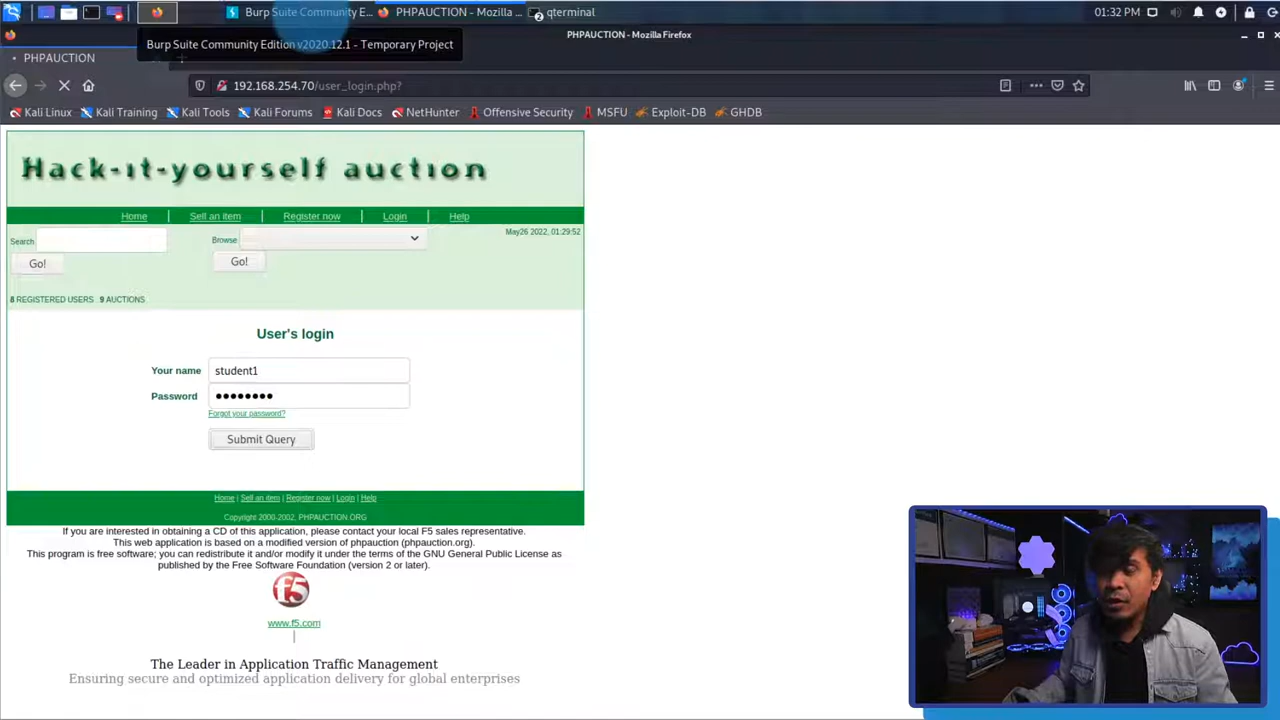 Burp Suite Community E... PHPAUCTION - Mozilla ... qterminal 01:32 PM
PHPAUCTION - Mozilla Firefox
Burp Suite Community Edition v2020.12.1 - Temporary Project
PHPAUCTION
192.168.254.70/user_login.php?
Kali Linux Kali Training Kali Tools Kali Forums Kali Docs NetHunter Offensive Security MSFU Exploit-DB GHDB
Hack-it-yourself auction
Home | Sell an item | Register now | Login | Help
Search Browse May26 2022, 01:29:52
Go! Go!
8 REGISTERED USERS 9 AUCTIONS
User's login
Your name student1
Password ••••••••
Forgot your password?
Submit Query
Home | Sell an item | Register now | Login | Help
Copyright 2000-2002, PHPAUCTION.ORG
If you are interested in obtaining a CD of this application, please contact your local F5 sales representative.
This web application is based on a modified version of phpauction (phpauction.org).
This program is free software; you can redistribute it and/or modify it under the terms of the GNU General Public License as
published by the Free Software Foundation (version 2 or later).
f5
www.f5.com
|
The Leader in Application Traffic Management
Ensuring secure and optimized application delivery for global enterprises